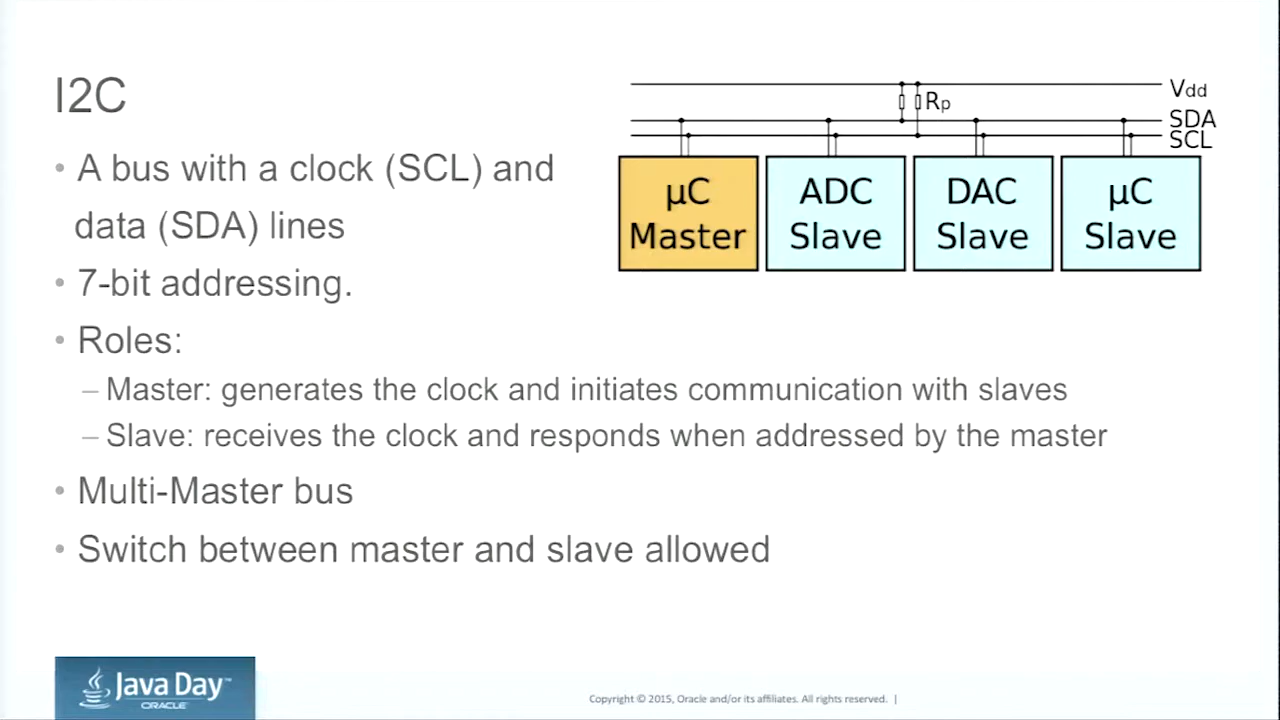 I2C
• A bus with a clock (SCL) and
data (SDA) lines
• 7-bit addressing.
• Roles:
– Master: generates the clock and initiates communication with slaves
– Slave: receives the clock and responds when addressed by the master
• Multi-Master bus
• Switch between master and slave allowed
Vdd
Rp
SDA
SCL
µC
Master
ADC
Slave
DAC
Slave
µC
Slave
Java Day™
ORACLE
Copyright © 2015, Oracle and/or its affiliates. All rights reserved. |